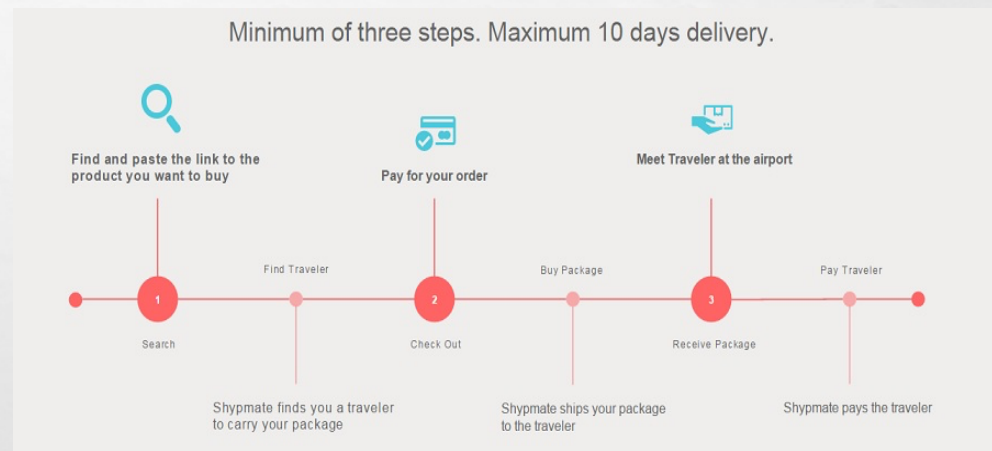 Minimum of three steps. Maximum 10 days delivery.
Find and paste the link to the
product you want to buy
Pay for your order
Meet Traveler at the airport
Find Traveler
Buy Package
Pay Traveler
1
2
3
Search
Check Out
Receive Package
Shypmate finds you a traveler
to carry your package
Shypmate ships your package
to the traveler
Shypmate pays the traveler